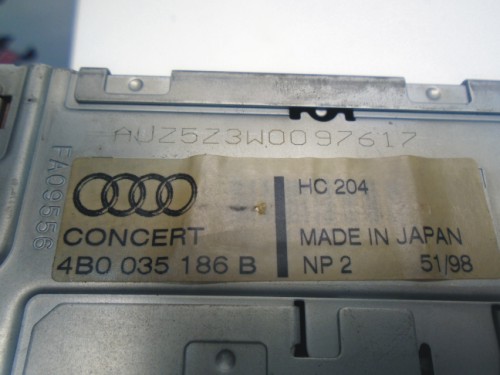 AUZ5Z3W0097617
FA09556
HC 204
CONCERT
MADE IN JAPAN
4B0 035 186 B
NP 2
51/98